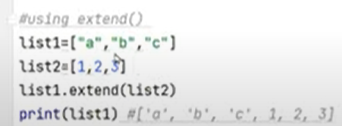 #using extend()
list1=["a","b","c"]
list2=[1,2,3]
list1.extend(list2)
print(list1) #['a', 'b', 'c', 1, 2, 3]